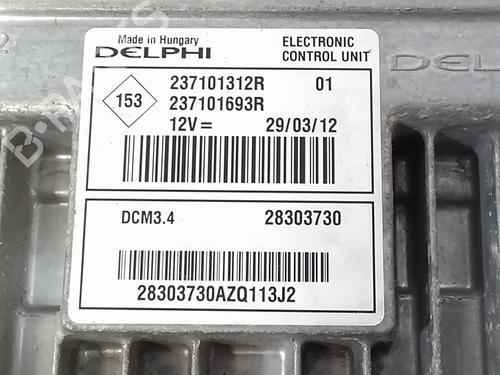 Made in Hungary
DELPHI
ELECTRONIC
CONTROL UNIT
153
237101312R 01
237101693R
12V= 29/03/12
DCM3.4 28303730
28303730AZQ113J2